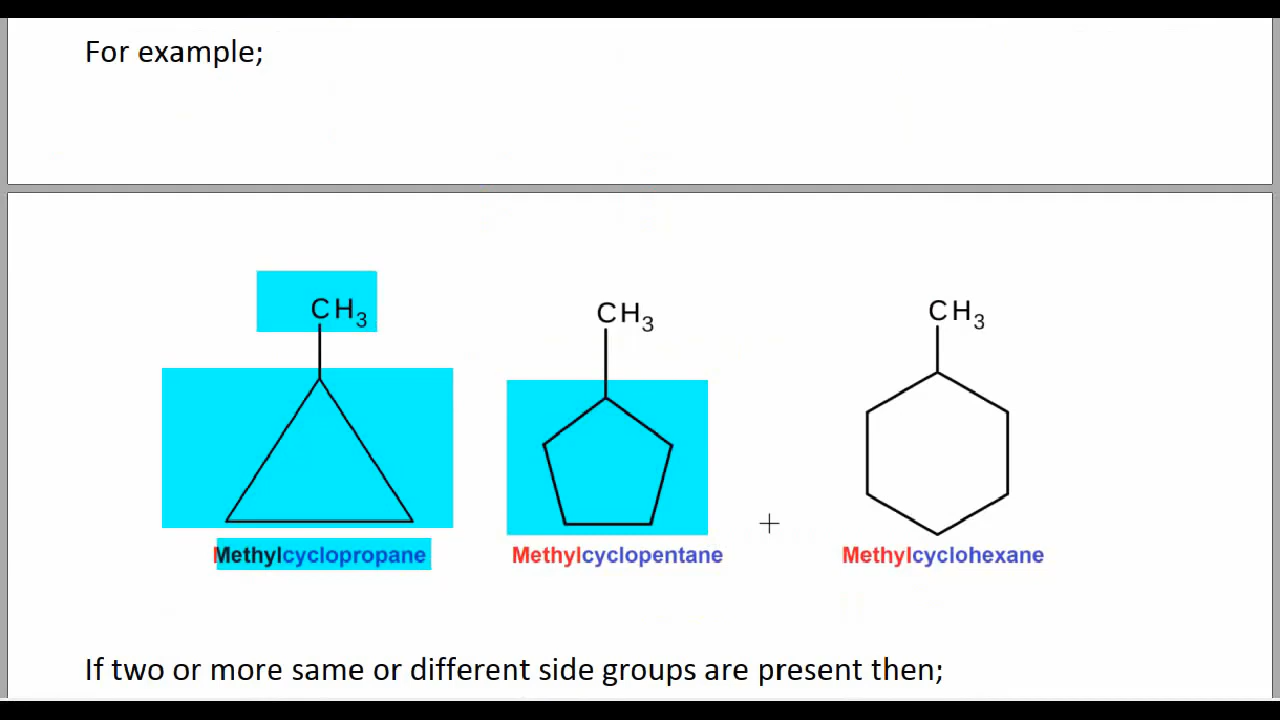 For example;
CH3 CH3 CH3
Methylcyclopropane Methylcyclopentane Methylcyclohexane
If two or more same or different side groups are present then;